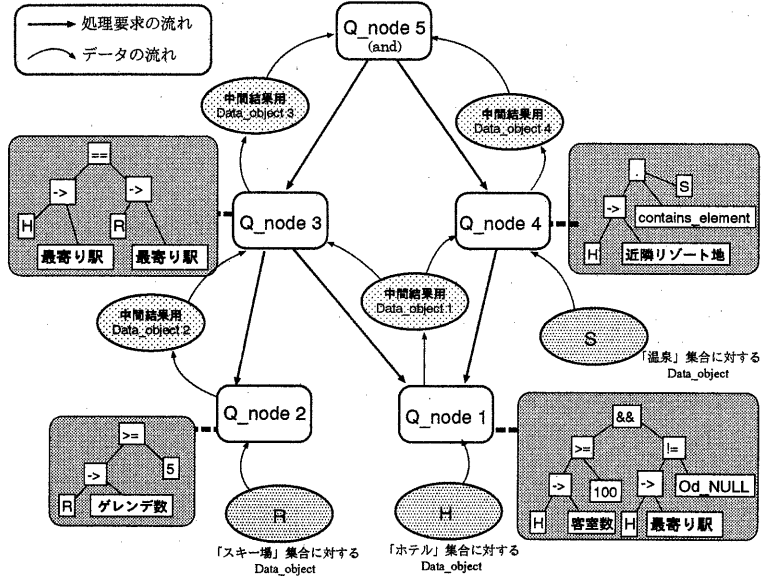 処理要求の流れ
データの流れ
Q_node 5
(and)
中間結果用
Data_object 3
中間結果用
Data_object 4
==
->
->
H
R
最寄り駅
最寄り駅
Q_node 3
Q_node 4
.
S
->
contains_element
H
近隣リゾート地
中間結果用
Data_object 2
中間結果用
Data_object 1
S
「温泉」集合に対する
Data_object
Q_node 2
Q_node 1
>=
->
5
R
ゲレンデ数
&&
>=
!=
->
100
->
Od_NULL
H
客室数
H
最寄り駅
R
「スキー場」集合に対する
Data_object
H
「ホテル」集合に対する
Data_object